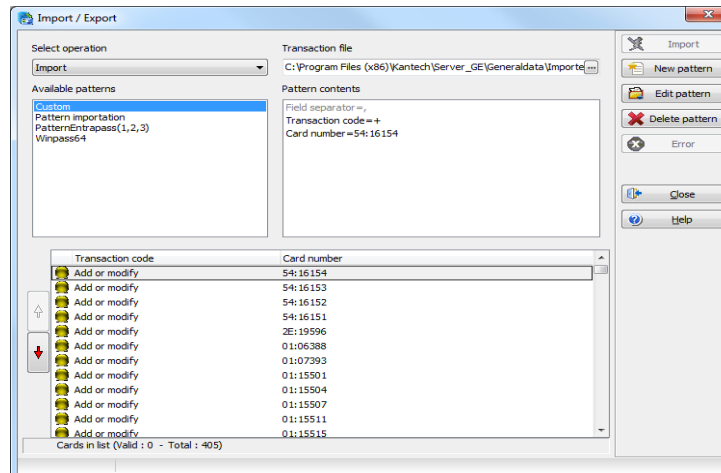 Import / Export
Select operation
Import
Transaction file
C:\Program Files (x86)\Kantech\Server_GE\Generaldata\Importe
...
Available patterns
Custom
Pattern importation
PatternEntrapass(1,2,3)
Winpass64
Pattern contents
Field separator=,
Transaction code=+
Card number=54:16154
Import
New pattern
Edit pattern
Delete pattern
Error
Close
Help
Transaction code Card number
Add or modify 54:16154
Add or modify 54:16153
Add or modify 54:16152
Add or modify 54:16151
Add or modify 2E:19596
Add or modify 01:06388
Add or modify 01:07393
Add or modify 01:15501
Add or modify 01:15504
Add or modify 01:15507
Add or modify 01:15511
Add or modify 01:15515
Cards in list (Valid : 0 - Total : 405)